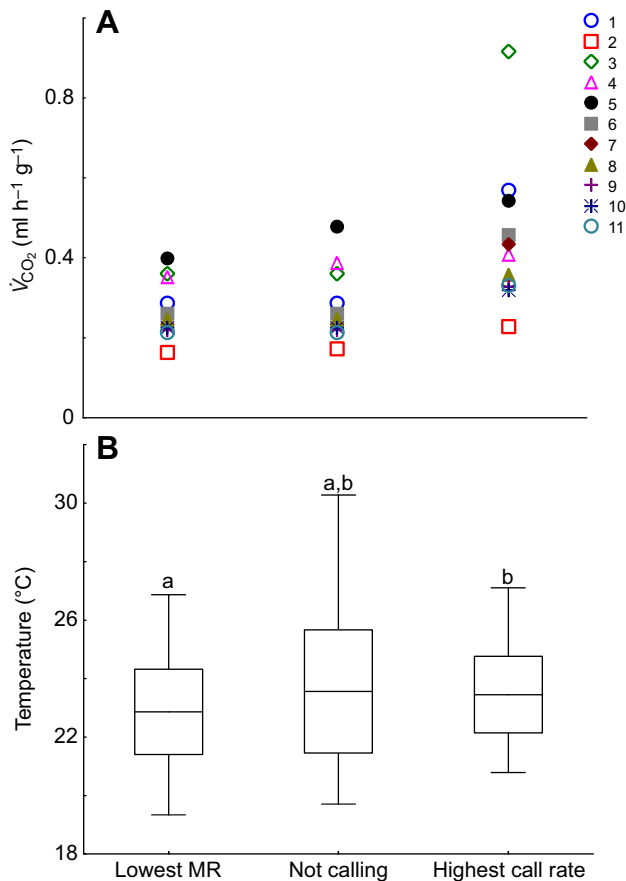 A
1
2
3
4
5
6
7
8
9
10
11
0.8
0.4
0
V̇CO₂ (ml h⁻¹ g⁻¹)
B
30
26
22
18
Temperature (°C)
a
a,b
b
Lowest MR Not calling Highest call rate